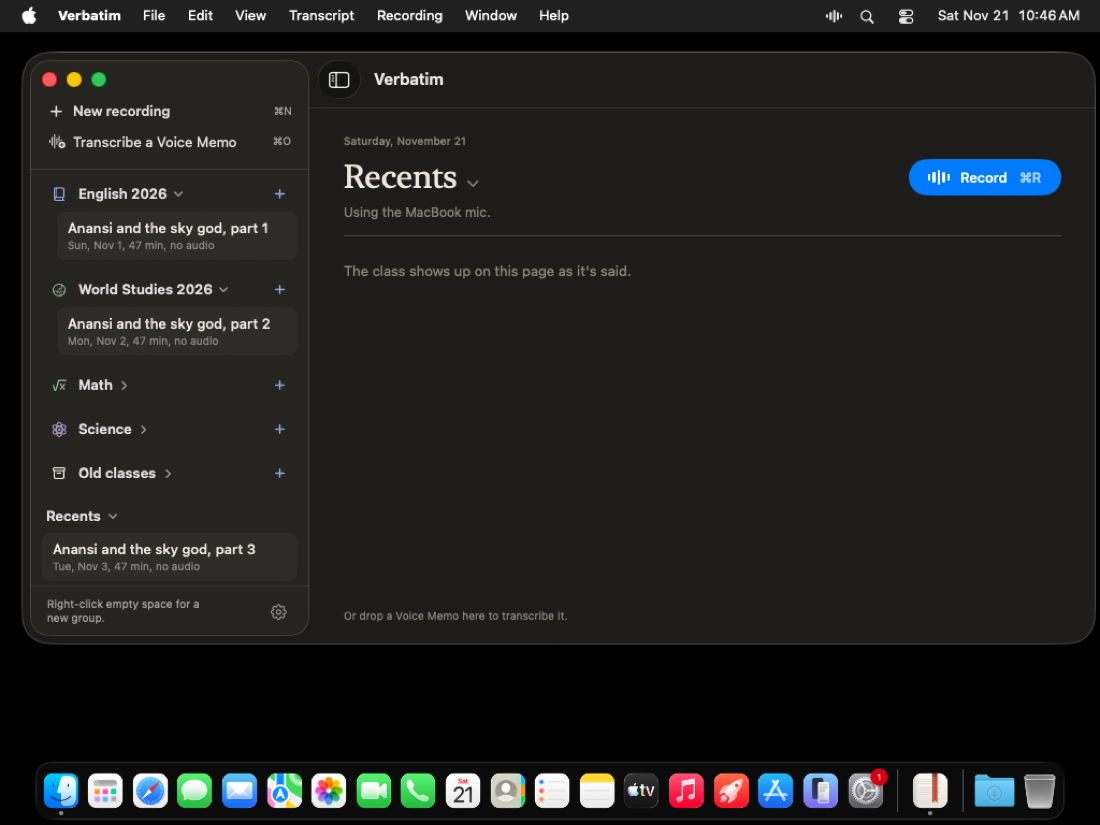 Verbatim File Edit View Transcript Recording Window Help Sat Nov 21 10:46 AM
New recording ⌘N
Transcribe a Voice Memo ⌘O
English 2026
Anansi and the sky god, part 1
Sun, Nov 1, 47 min, no audio
World Studies 2026
Anansi and the sky god, part 2
Mon, Nov 2, 47 min, no audio
√x Math
Science
Old classes
Recents
Anansi and the sky god, part 3
Tue, Nov 3, 47 min, no audio
Right-click empty space for a
new group.
Verbatim
Saturday, November 21
Recents
Record ⌘R
Using the MacBook mic.
The class shows up on this page as it's said.
Or drop a Voice Memo here to transcribe it.
Sat
21
tv
1